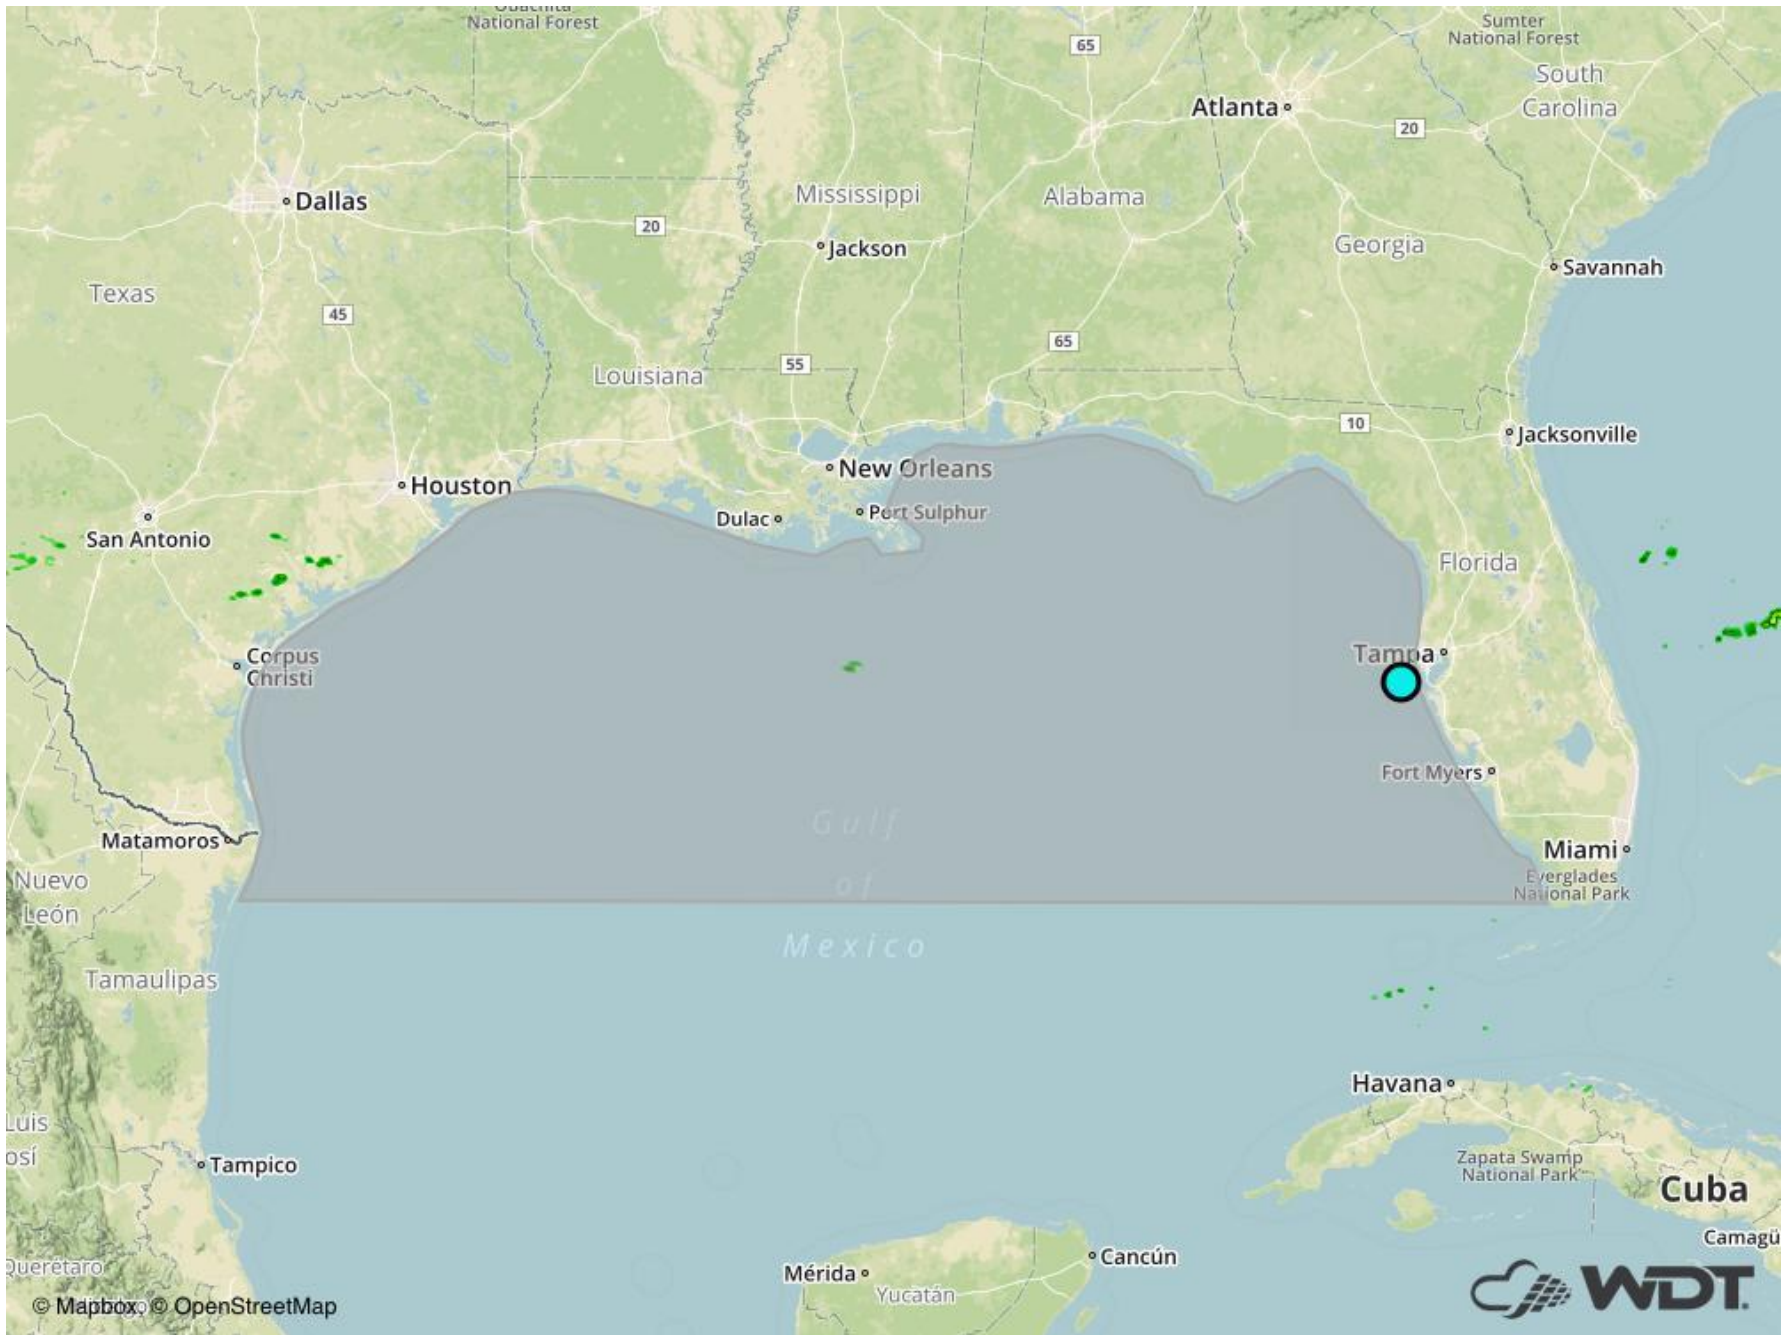 Ouachita
National Forest
65
Sumter
National Forest
South
Carolina
Atlanta
20
Dallas
Mississippi
Alabama
20
Jackson
Georgia
Savannah
Texas
45
65
55
Louisiana
10
Jacksonville
New Orleans
Houston
Dulac
Port Sulphur
San Antonio
Florida
Tampa
Corpus
Christi
Fort Myers
Gulf
Matamoros
Miami
Nuevo
León
of
Everglades
National Park
Mexico
Tamaulipas
Havana
Luis
osí
Tampico
Zapata Swamp
National Park
Cuba
Camagü
Cancún
Querétaro
Mérida
Yucatán
© Mapbox, © OpenStreetMap
WDT